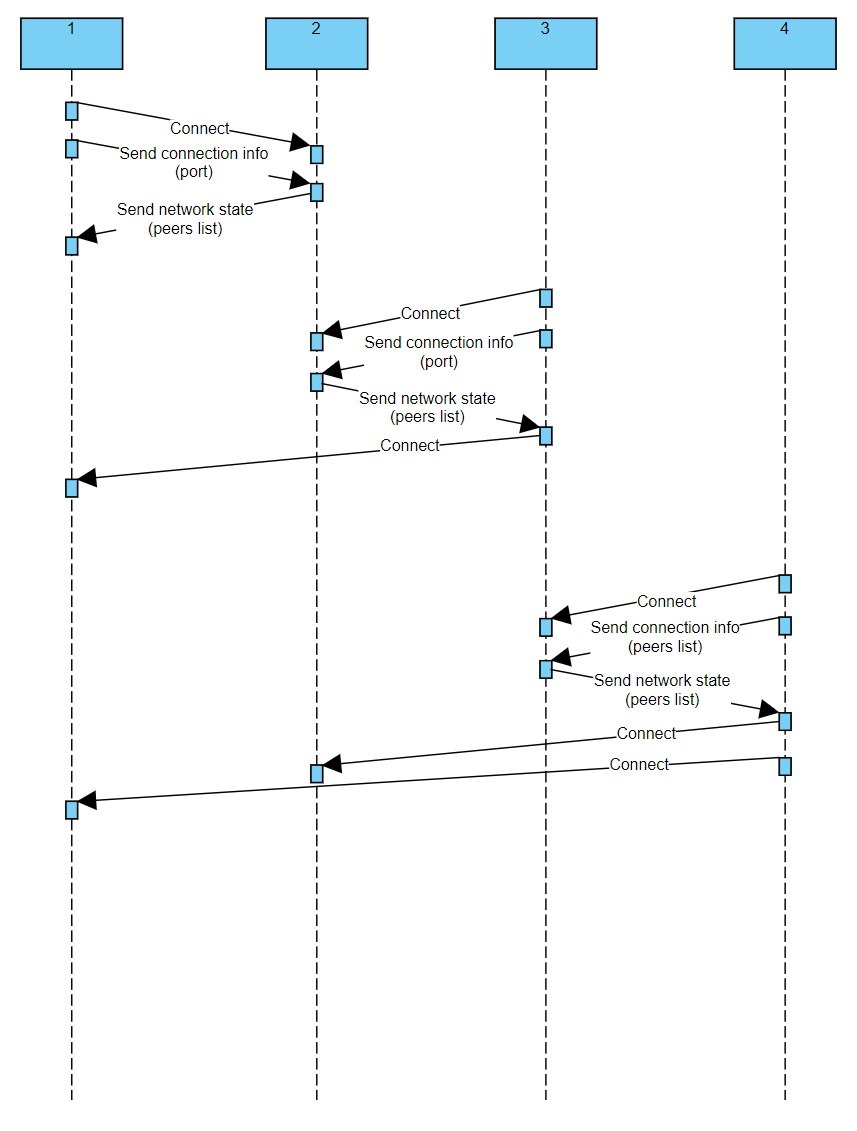 1
2
3
4
Connect
Send connection info
(port)
Send network state
(peers list)
Connect
Send connection info
(port)
Send network state
(peers list)
Connect
Connect
Send connection info
(peers list)
Send network state
(peers list)
Connect
Connect